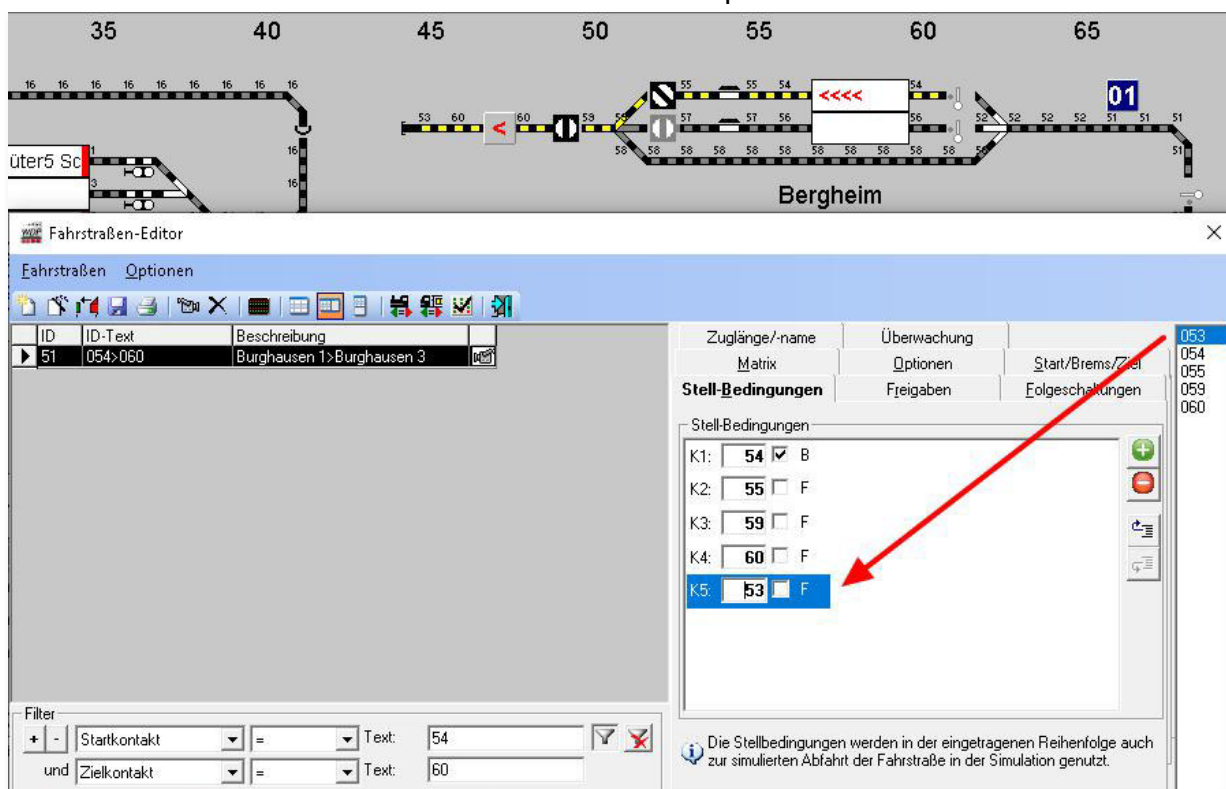 35 40 45 50 55 60 65
16 16 16 16 16 16 16 16
55 55 54 <<<< 54
01
53 60 < 60 59 57 57 56 56 52 52 52 52 51 51 51
üter5 Sc 1 16 58 58 58 58 58 58 58 58 58 58 51
3 16
Bergheim
WDP Fahrstraßen-Editor
Fahrstraßen Optionen
ID ID-Text Beschreibung
51 054>060 Burghausen 1>Burghausen 3
Zuglänge/-name Überwachung
Matrix Optionen Start/Brems/Ziel
Stell-Bedingungen Freigaben Folgeschaltungen
053
054
055
059
060
Stell-Bedingungen
K1: 54 B
K2: 55 F
K3: 59 F
K4: 60 F
K5: 53 F
Filter
+ - Startkontakt = Text: 54
und Zielkontakt = Text: 60
Die Stellbedingungen werden in der eingetragenen Reihenfolge auch
zur simulierten Abfahrt der Fahrstraße in der Simulation genutzt.